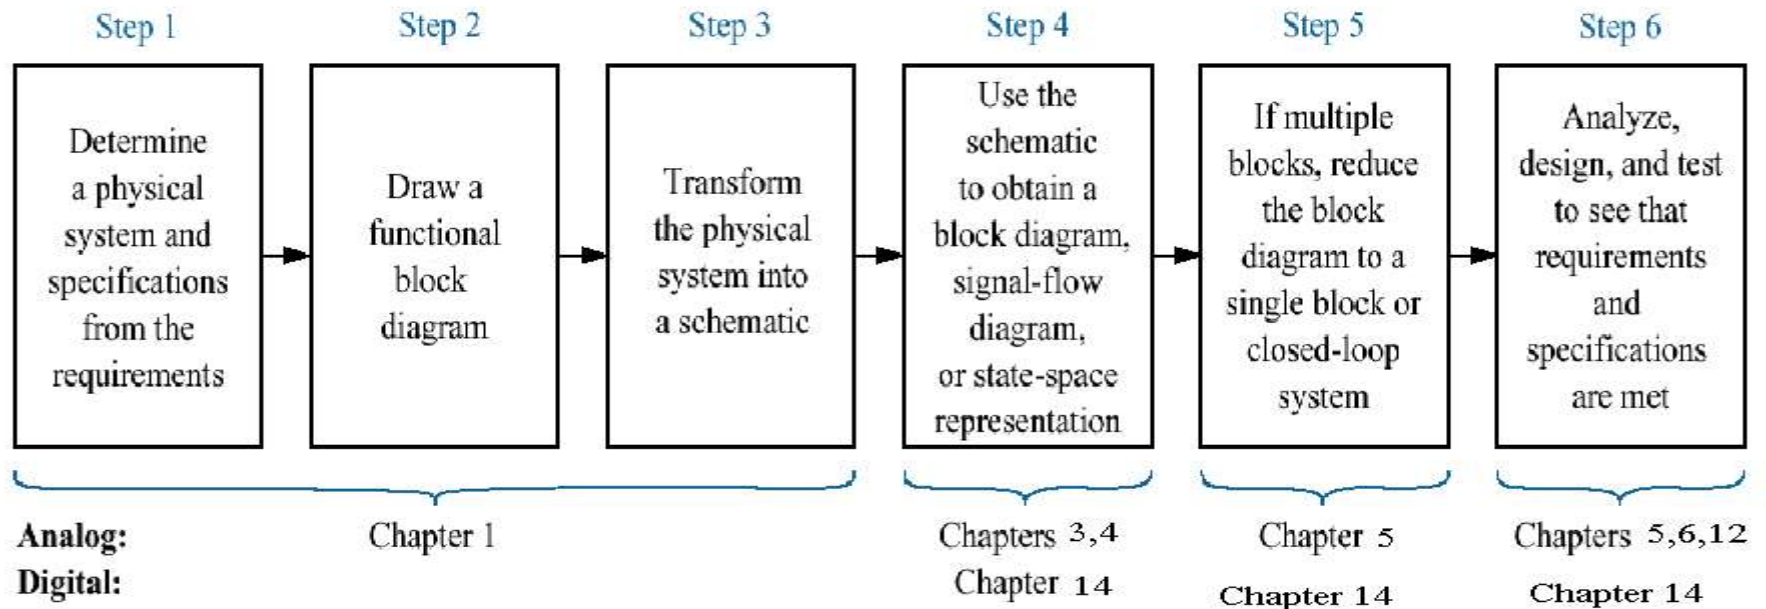 Step 1
Determine
a physical
system and
specifications
from the
requirements
Step 2
Draw a
functional
block
diagram
Step 3
Transform
the physical
system into
a schematic
Step 4
Use the
schematic
to obtain a
block diagram,
signal-flow
diagram,
or state-space
representation
Step 5
If multiple
blocks, reduce
the block
diagram to a
single block or
closed-loop
system
Step 6
Analyze,
design, and test
to see that
requirements
and
specifications
are met
Analog: Chapter 1 Chapters 3,4 Chapter 5 Chapters 5,6,12
Digital: Chapter 14 Chapter 14 Chapter 14